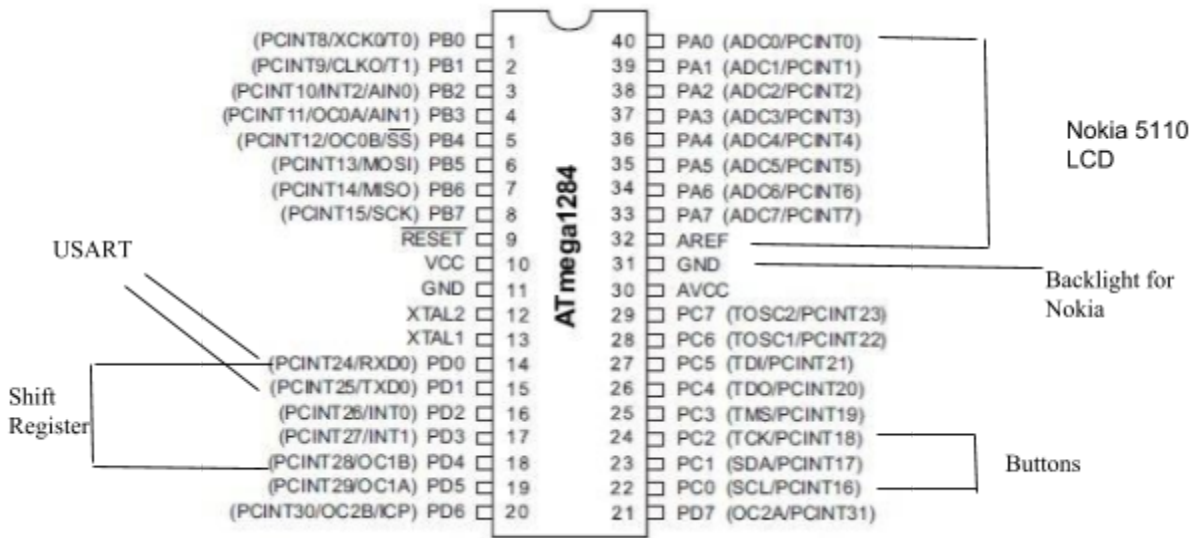 (PCINT8/XCK0/T0) PB0 1 40 PA0 (ADC0/PCINT0)
(PCINT9/CLKO/T1) PB1 2 39 PA1 (ADC1/PCINT1)
(PCINT10/INT2/AIN0) PB2 3 38 PA2 (ADC2/PCINT2)
(PCINT11/OC0A/AIN1) PB3 4 37 PA3 (ADC3/PCINT3)
(PCINT12/OC0B/SS) PB4 5 36 PA4 (ADC4/PCINT4)
(PCINT13/MOSI) PB5 6 35 PA5 (ADC5/PCINT5)
(PCINT14/MISO) PB6 7 34 PA6 (ADC6/PCINT6)
(PCINT15/SCK) PB7 8 33 PA7 (ADC7/PCINT7)
RESET 9 32 AREF
VCC 10 31 GND
GND 11 30 AVCC
XTAL2 12 29 PC7 (TOSC2/PCINT23)
XTAL1 13 28 PC6 (TOSC1/PCINT22)
(PCINT24/RXD0) PD0 14 27 PC5 (TDI/PCINT21)
(PCINT25/TXD0) PD1 15 26 PC4 (TDO/PCINT20)
(PCINT26/INT0) PD2 16 25 PC3 (TMS/PCINT19)
(PCINT27/INT1) PD3 17 24 PC2 (TCK/PCINT18)
(PCINT28/OC1B) PD4 18 23 PC1 (SDA/PCINT17)
(PCINT29/OC1A) PD5 19 22 PC0 (SCL/PCINT16)
(PCINT30/OC2B/ICP) PD6 20 21 PD7 (OC2A/PCINT31)
ATmega1284
Nokia 5110
LCD
USART
Backlight for
Nokia
Shift
Register
Buttons